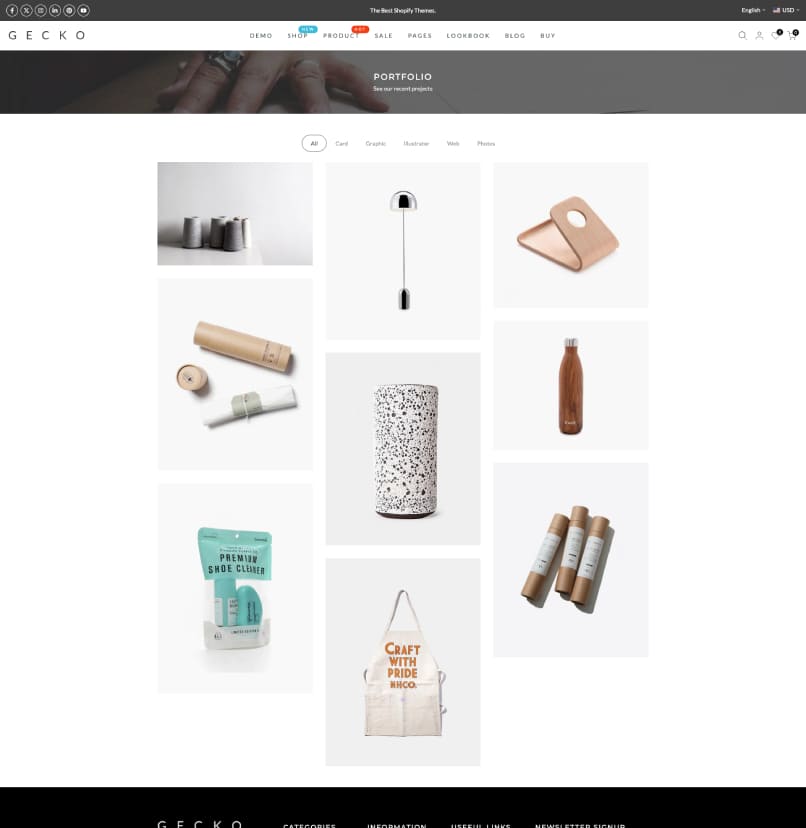 The Best Shopify Themes.
English
USD
GECKO
DEMO
SHOP
NEW
PRODUCT
HOT
SALE
PAGES
LOOKBOOK
BLOG
BUY
0
0
PORTFOLIO
See our recent projects
All
Card
Graphic
Illustrator
Web
Photos
PREMIUM
SHOE CLEANER
LIMITED EDITION
CRAFT
WITH
PRIDE
NHCO.
GECKO
CATEGORIES
INFORMATION
USEFUL LINKS
NEWSLETTER SIGNUP